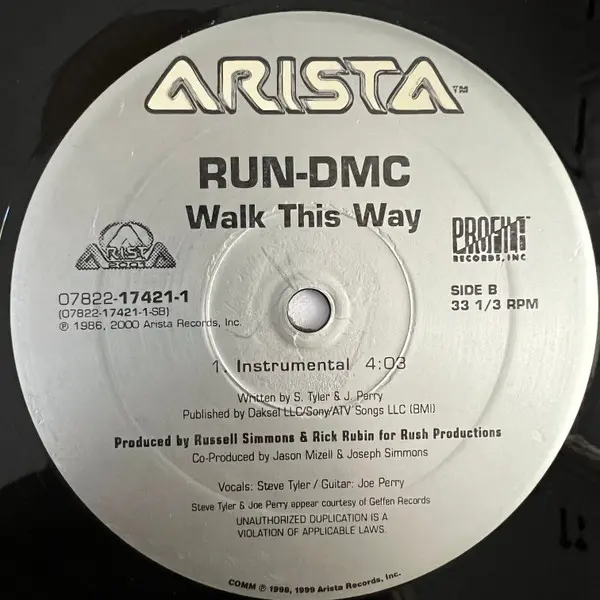 ARISTA™
RUN-DMC
Walk This Way
ARISTA
2001
PROFILE™
RECORDS, INC
07822-17421-1
(07822-17421-1-SB)
℗ 1986, 2000 Arista Records, Inc.
SIDE B
33 1/3 RPM
1. Instrumental 4:03
Written by S. Tyler & J. Perry
Published by Daksel LLC/Sony/ATV Songs LLC (BMI)
Produced by Russell Simmons & Rick Rubin for Rush Productions
Co-Produced by Jason Mizell & Joseph Simmons
Vocals: Steve Tyler / Guitar: Joe Perry
Steve Tyler & Joe Perry appear courtesy of Geffen Records
UNAUTHORIZED DUPLICATION IS A
VIOLATION OF APPLICABLE LAWS.
COMM ℗ 1998, 1999 Arista Records, Inc.